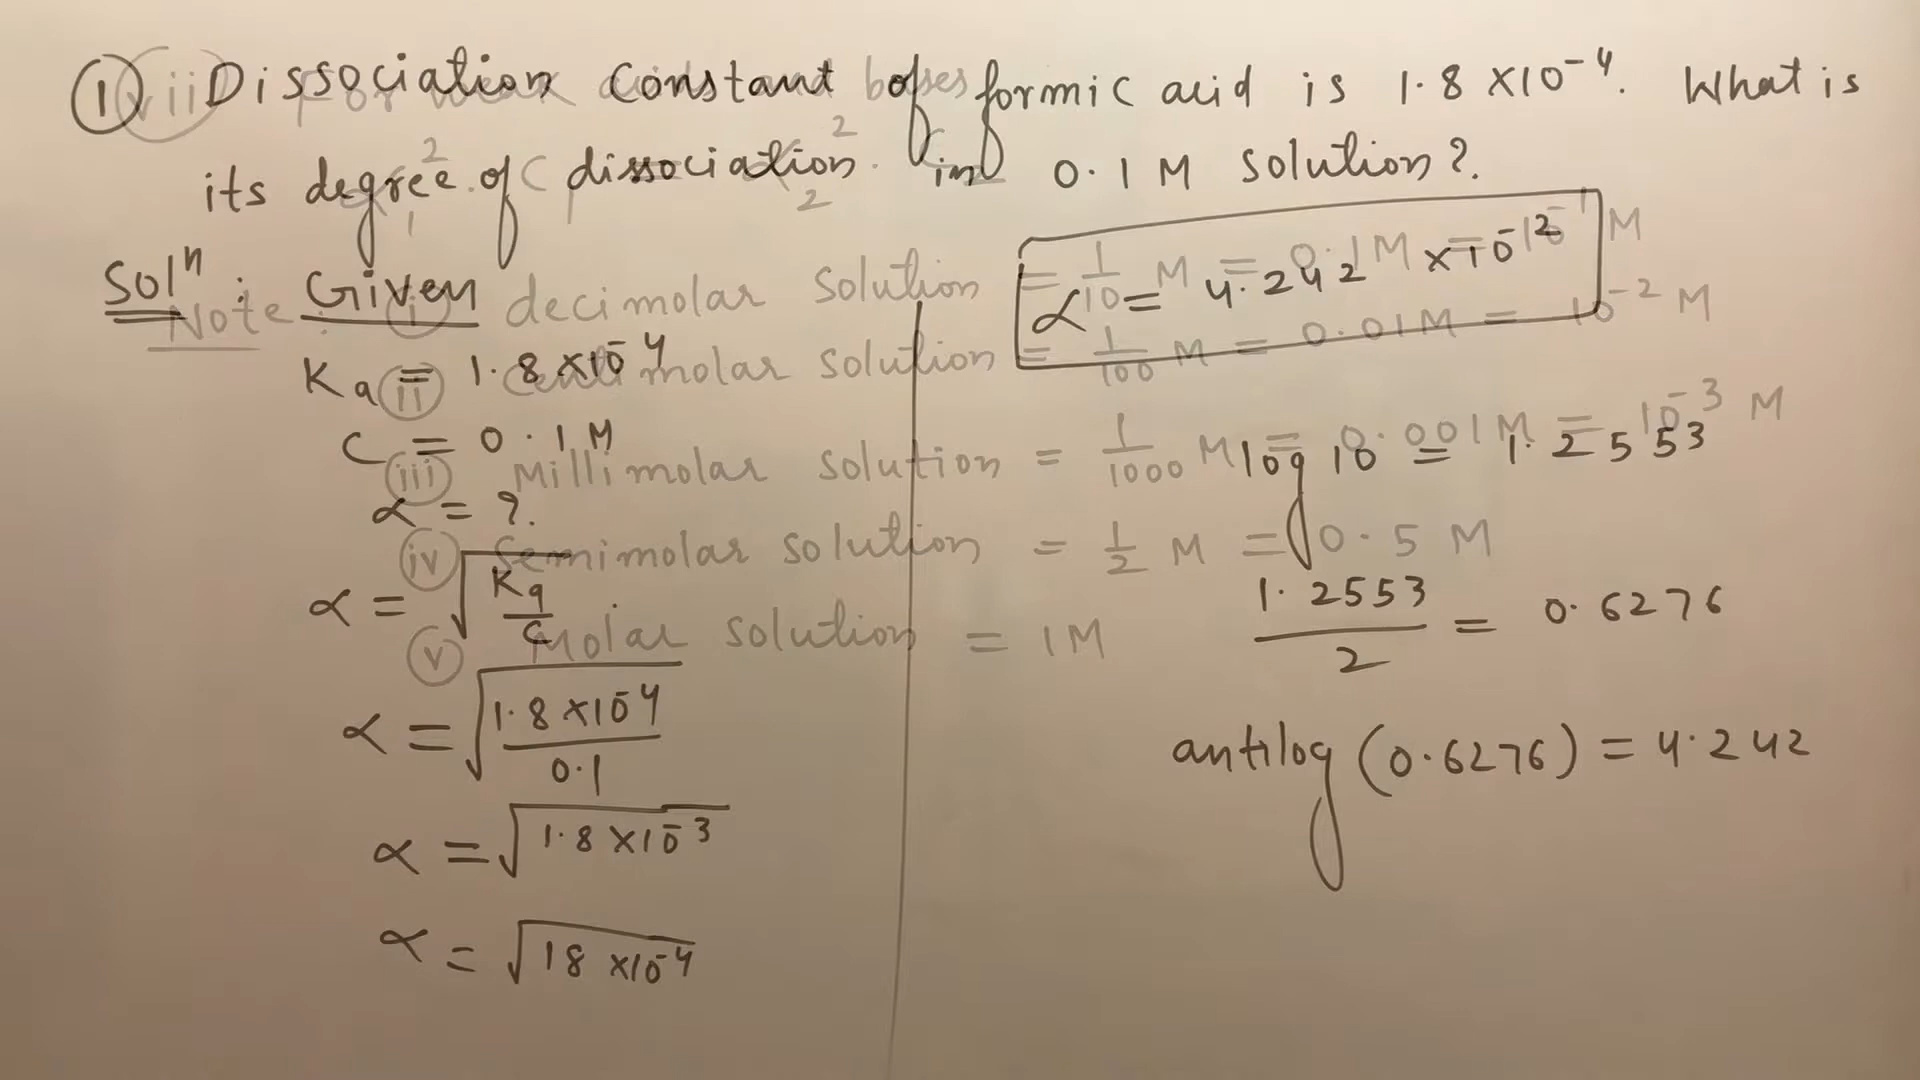 ① Dissociation Constant of formic acid is 1.8 ×10⁻⁴. What is
its degree of dissociation in 0.1 M solution?
Solⁿ : Given
Ka = 1.8 ×10⁻⁴
C = 0.1 M
α = ?.
α = √(Ka/C)
α = √(1.8 ×10⁻⁴/0.1)
α = √(1.8 ×10⁻³)
α = √(18 ×10⁻⁴)
α = 4.242 ×10⁻²
log 18 = 1.2553
1.2553/2 = 0.6276
antilog (0.6276) = 4.242
Note : (i) decimolar solution = 1/10 M = 0.1M = 10⁻¹ M
(ii) Centimolar solution = 1/100 M = 0.01M = 10⁻² M
(iii) Millimolar solution = 1/1000 M = 0.001M = 10⁻³ M
(iv) Semimolar solution = 1/2 M = 0.5 M
(v) Molar solution = 1M